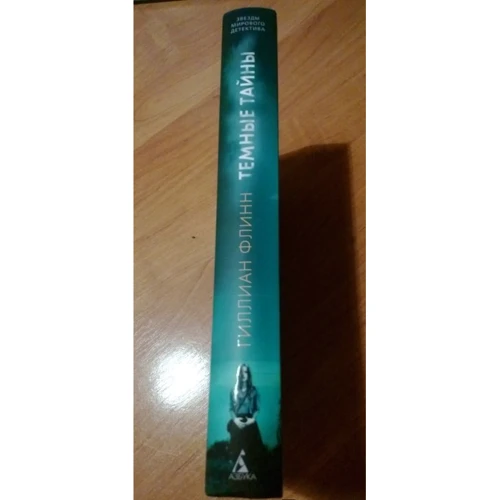 ЗВЕЗДЫ
МИРОВОГО
ДЕТЕКТИВА
ГИЛЛИАН ФЛИНН ТЕМНЫЕ ТАЙНЫ
АЗБУКА